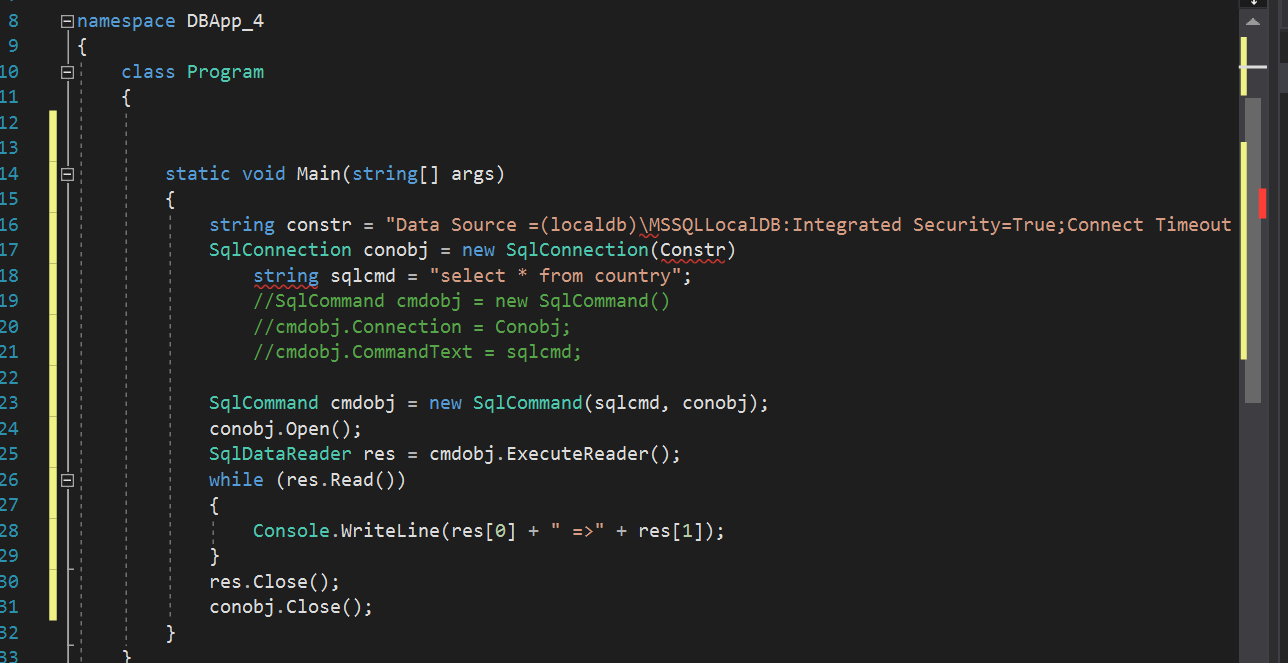 8 namespace DBApp_4
9 {
10 class Program
11 {
12
13
14 static void Main(string[] args)
15 {
16 string constr = "Data Source =(localdb)\MSSQLLocalDB:Integrated Security=True;Connect Timeout
17 SqlConnection conobj = new SqlConnection(Constr)
18 string sqlcmd = "select * from country";
19 //SqlCommand cmdobj = new SqlCommand()
20 //cmdobj.Connection = Conobj;
21 //cmdobj.CommandText = sqlcmd;
22
23 SqlCommand cmdobj = new SqlCommand(sqlcmd, conobj);
24 conobj.Open();
25 SqlDataReader res = cmdobj.ExecuteReader();
26 while (res.Read())
27 {
28 Console.WriteLine(res[0] + " =>" + res[1]);
29 }
30 res.Close();
31 conobj.Close();
32 }
33 }